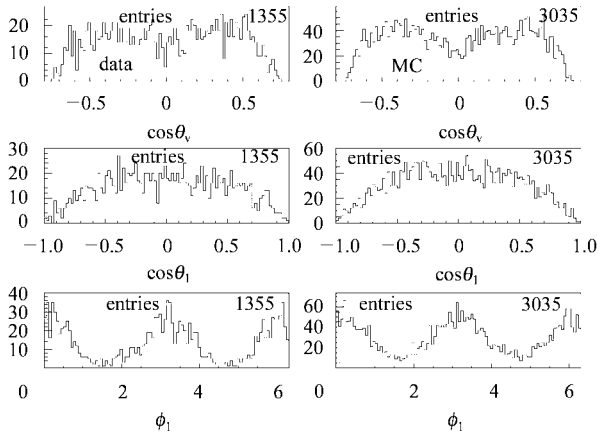 entries 1355 entries 3035
20 40
10 20
data MC
0 0
−0.5 0 0.5 −0.5 0 0.5
cosθv cosθv
30 60
entries 1355 entries 3035
20 40
10 20
0 0
−1.0 −0.5 0 0.5 1.0 −1.0 −0.5 0 0.5 1.0
cosθ1 cosθ1
40 entries 1355 entries 3035
30 60
20 40
10 20
0 2 4 6 0 2 4 6
ϕ1 ϕ1